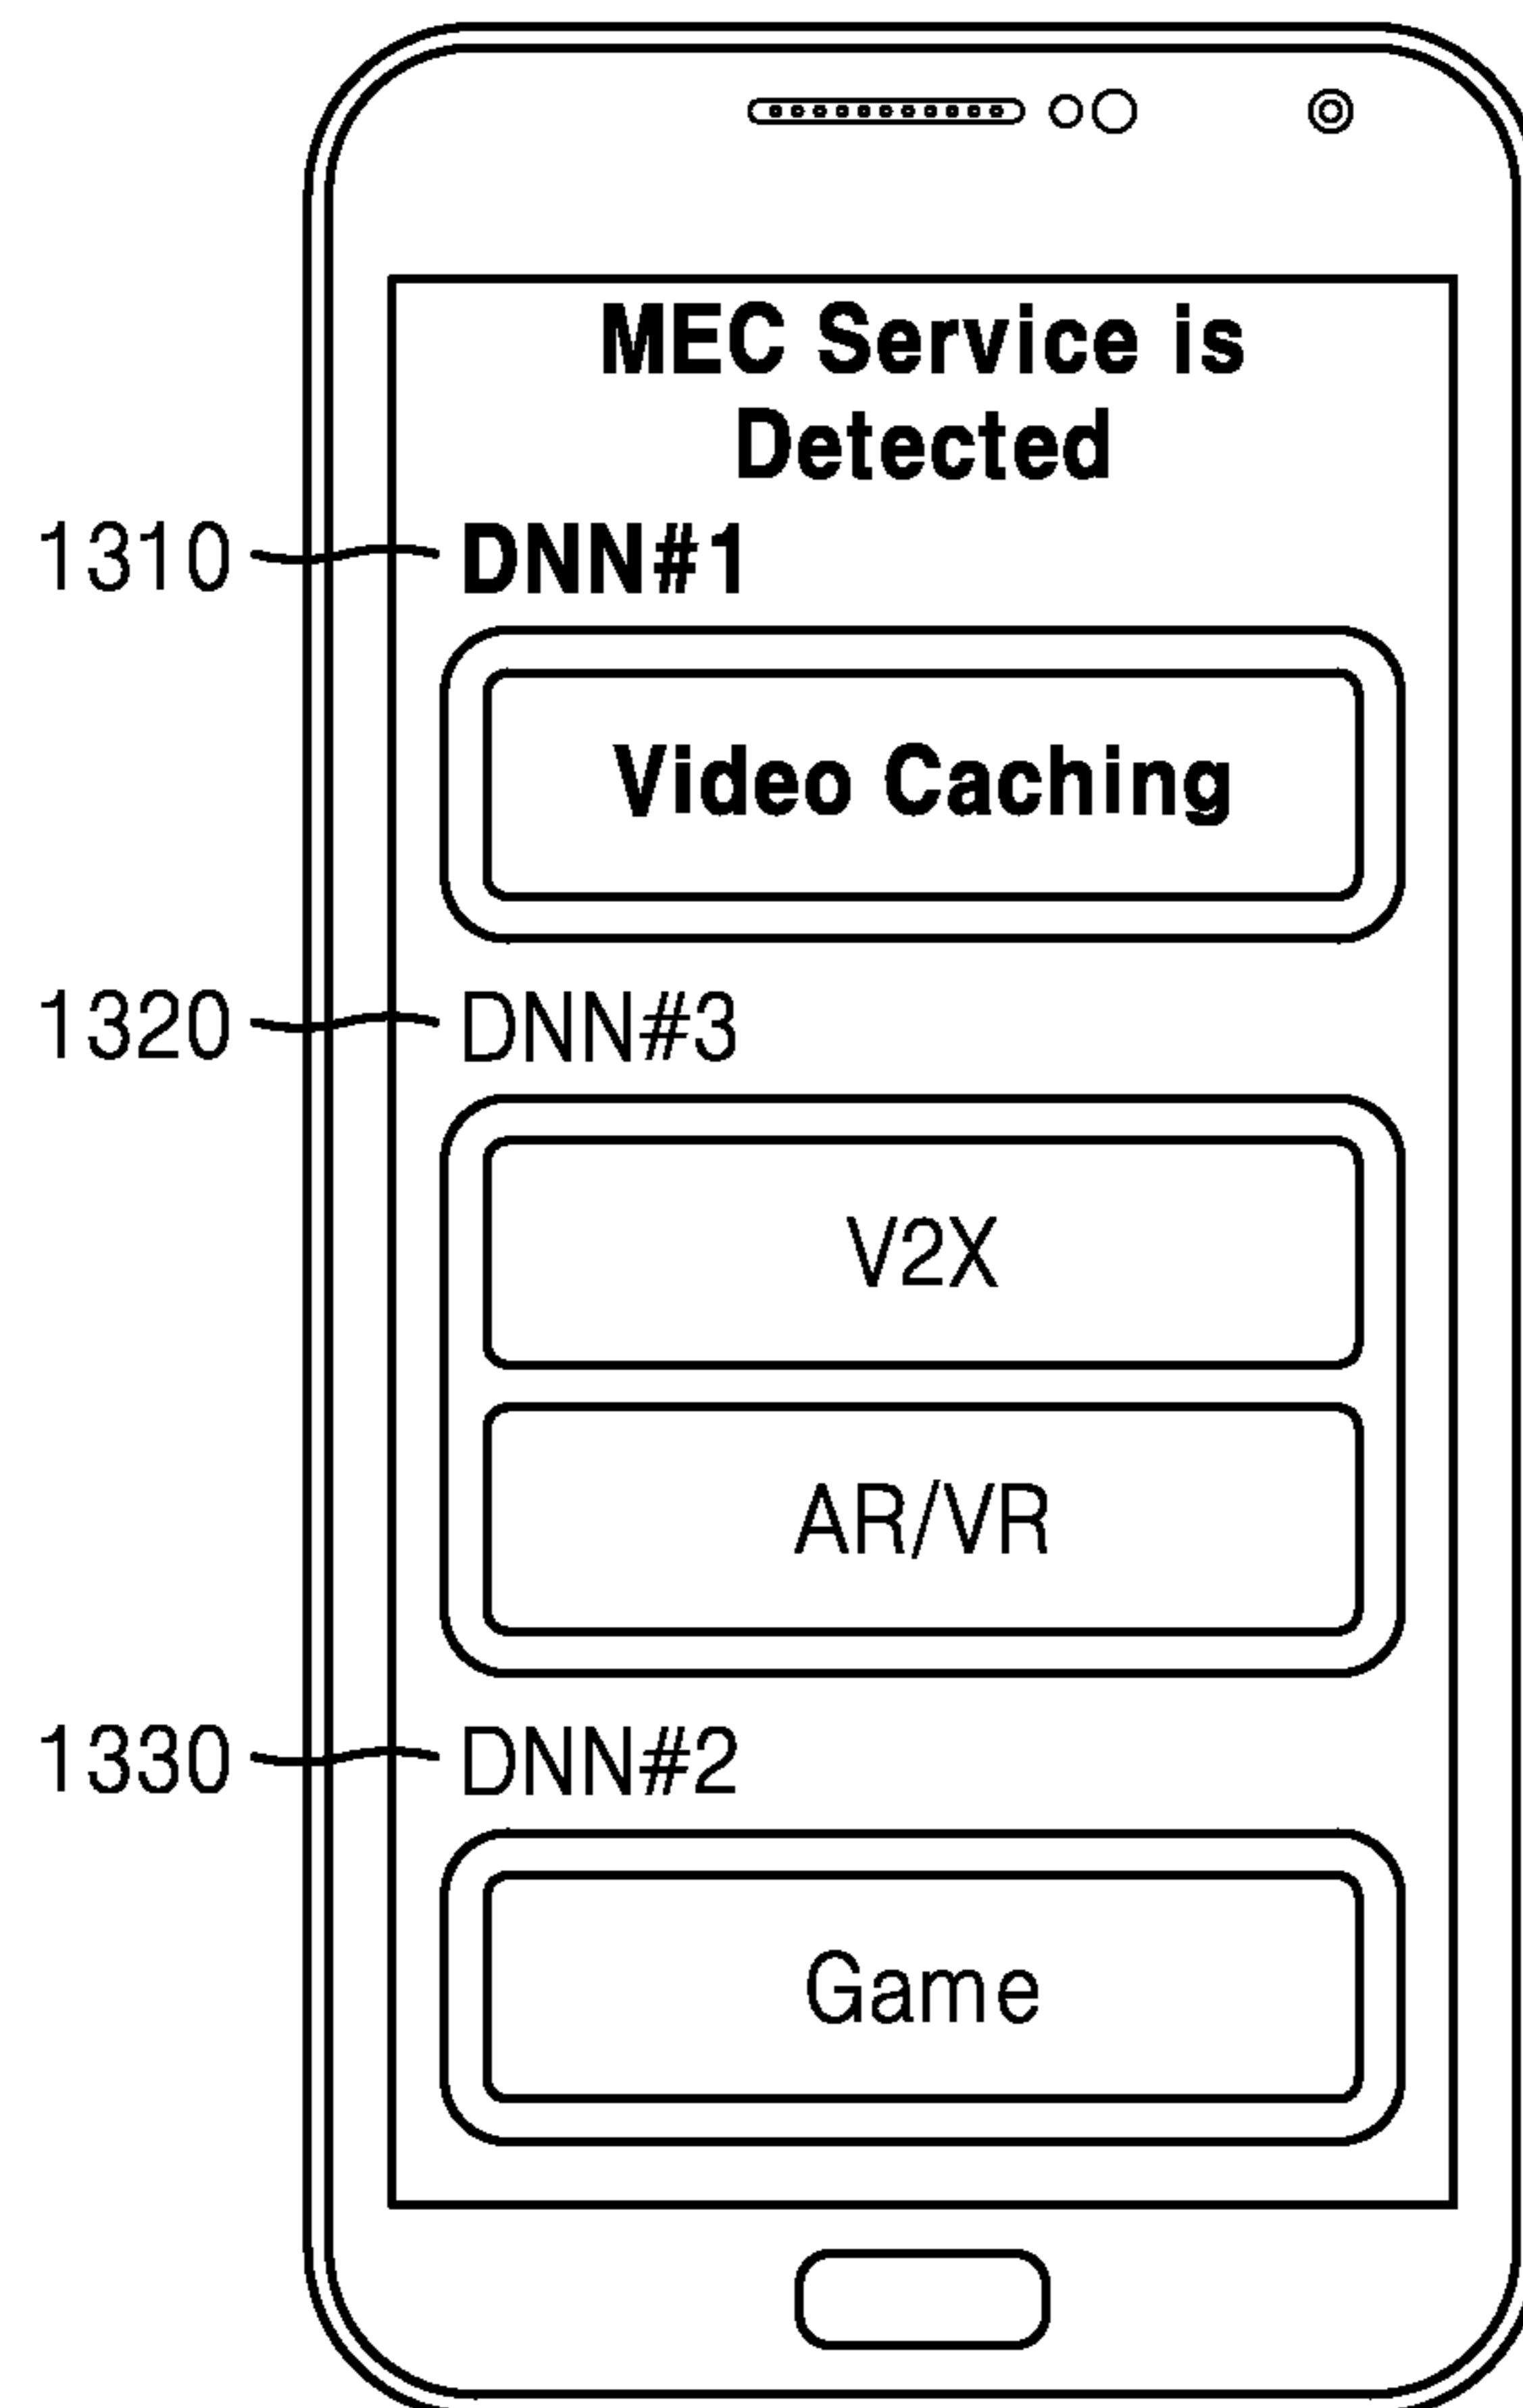 MEC Service is
Detected
1310
DNN#1
Video Caching
1320
DNN#3
V2X
AR/VR
1330
DNN#2
Game